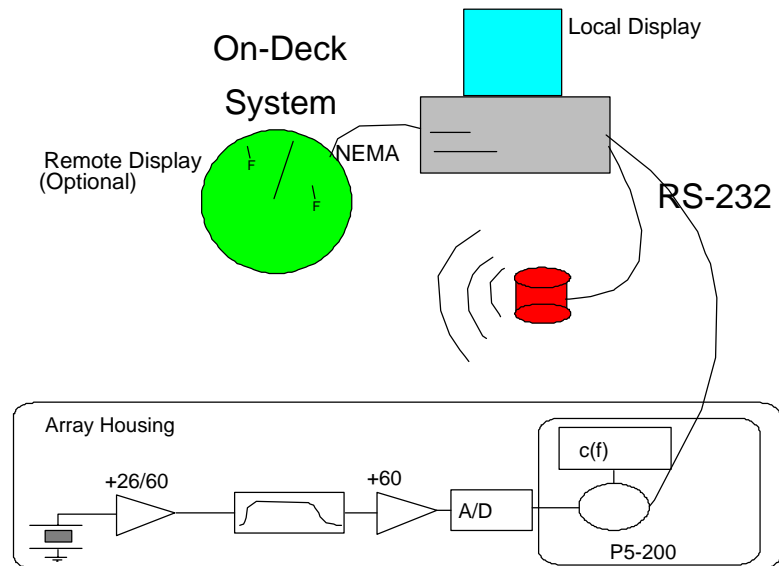 On-Deck
System
Local Display
Remote Display
(Optional)
F
F
NEMA
RS-232
Array Housing
+26/60
+60
A/D
c(f)
P5-200